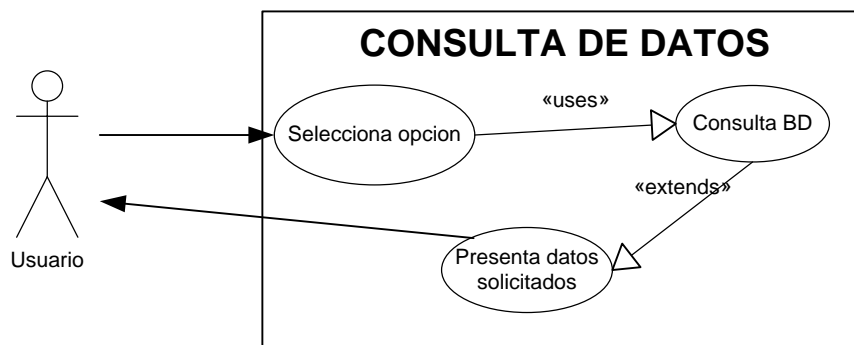 CONSULTA DE DATOS
«uses»
Selecciona opcion
Consulta BD
«extends»
Usuario
Presenta datos
solicitados